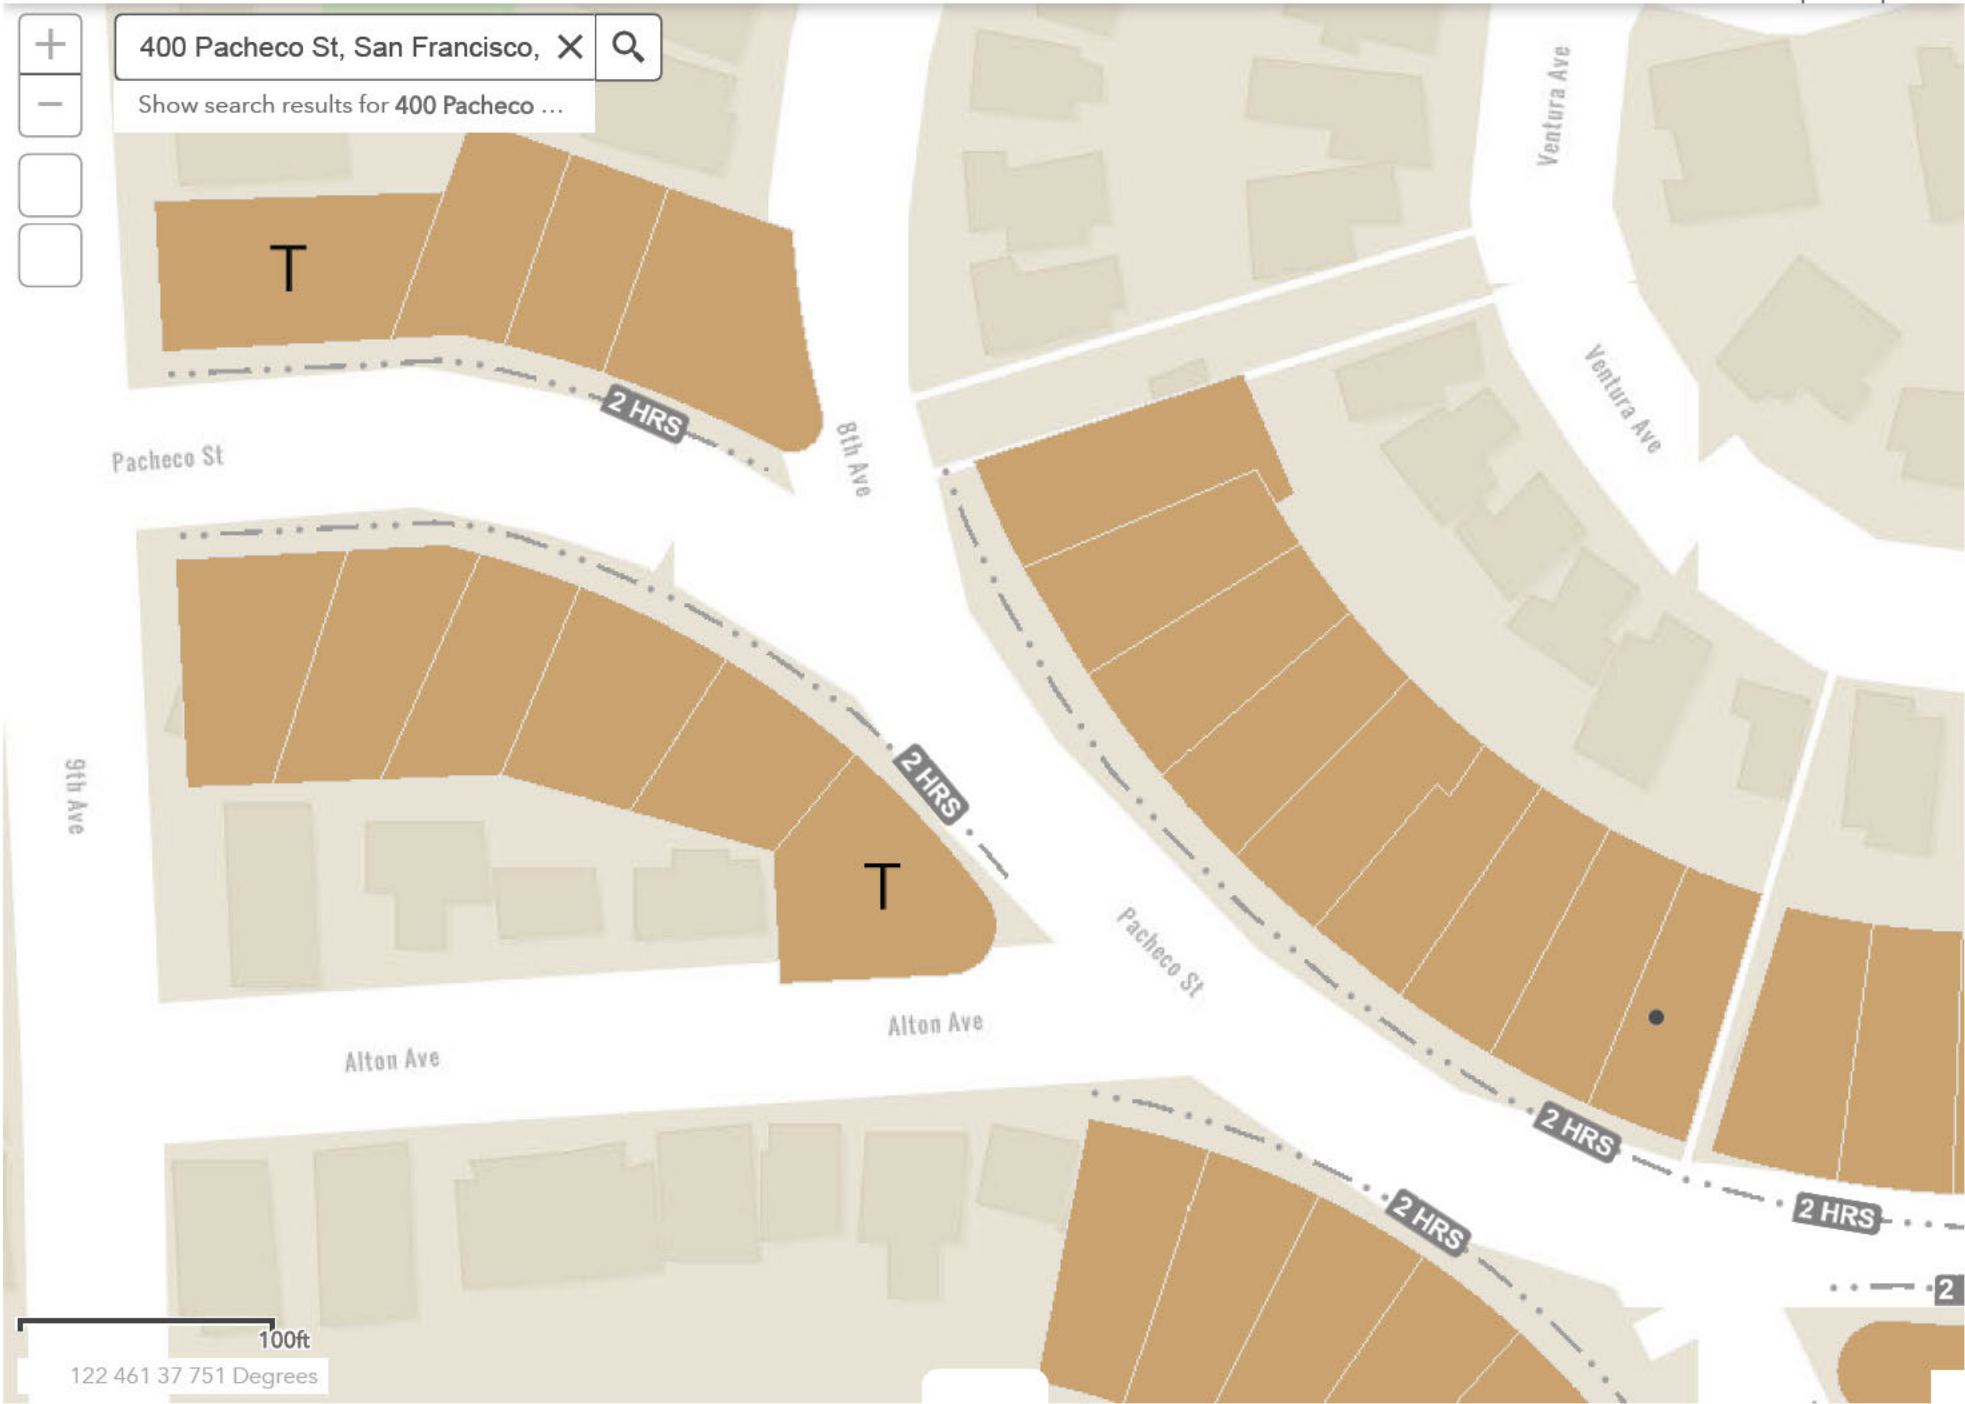 +
400 Pacheco St, San Francisco,
Show search results for 400 Pacheco ...
−
Ventura Ave
T
2 HRS
Ventura Ave
8th Ave
Pacheco St
2 HRS
9th Ave
T
Pacheco St
Alton Ave
Alton Ave
2 HRS
2 HRS
2 HRS
2
100ft
122 461 37 751 Degrees